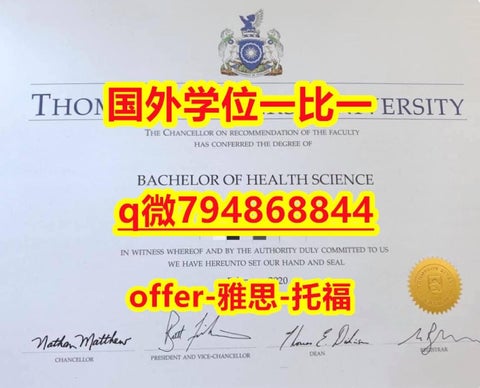 国外学位一比一
THE CHANCELLOR ON RECOMMENDATION OF THE FACULTY
HAS CONFERRED THE DEGREE OF
BACHELOR OF HEALTH SCIENCE
q微794868844
IN WITNESS WHEREOF AND BY THE AUTHORITY DULY COMMITTED TO US
WE HAVE HEREUNTO SET OUR HAND AND SEAL
2020
offer-雅思-托福
Nathan Matthew
CHANCELLOR
PRESIDENT AND VICE-CHANCELLOR
DEAN
REGISTRAR